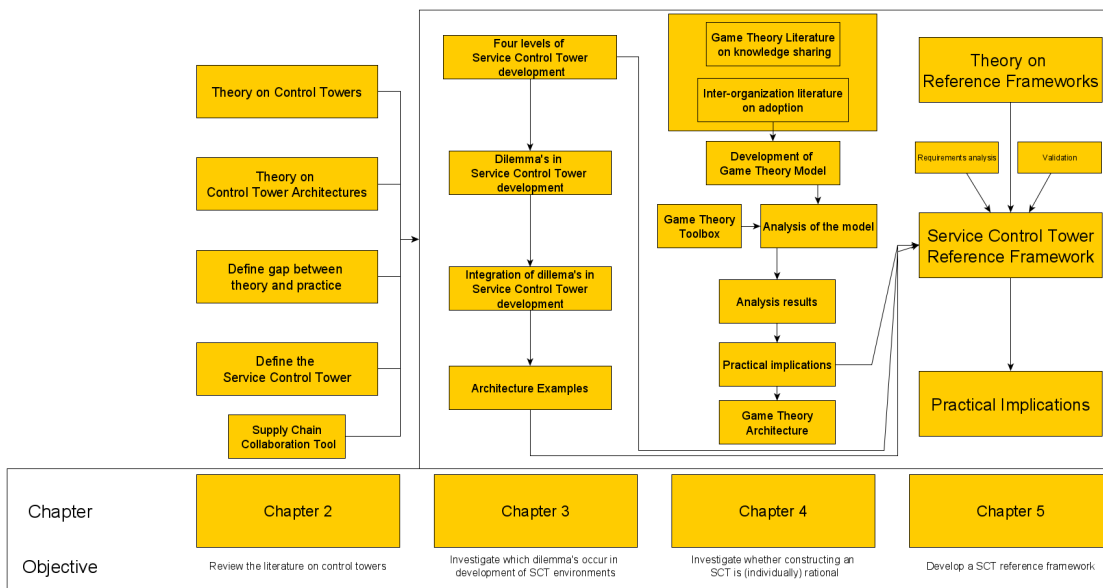 Theory on Control Towers
Theory on
Control Tower Architectures
Define gap between
theory and practice
Define the
Service Control Tower
Supply Chain
Collaboration Tool
Four levels of
Service Control Tower
development
Dilemma's in
Service Control Tower
development
Integration of dillema's in
Service Control Tower
development
Architecture Examples
Game Theory Literature
on knowledge sharing
Inter-organization literature
on adoption
Development of
Game Theory Model
Game Theory
Toolbox
Analysis of the model
Analysis results
Practical implications
Game Theory
Architecture
Theory on
Reference Frameworks
Requirements analysis
Validation
Service Control Tower
Reference Framework
Practical Implications
Chapter
Chapter 2
Chapter 3
Chapter 4
Chapter 5
Objective
Review the literature on control towers
Investigate which dilemma's occur in
development of SCT environments
Investigate whether constructing an
SCT is (individually) rational
Develop a SCT reference framework